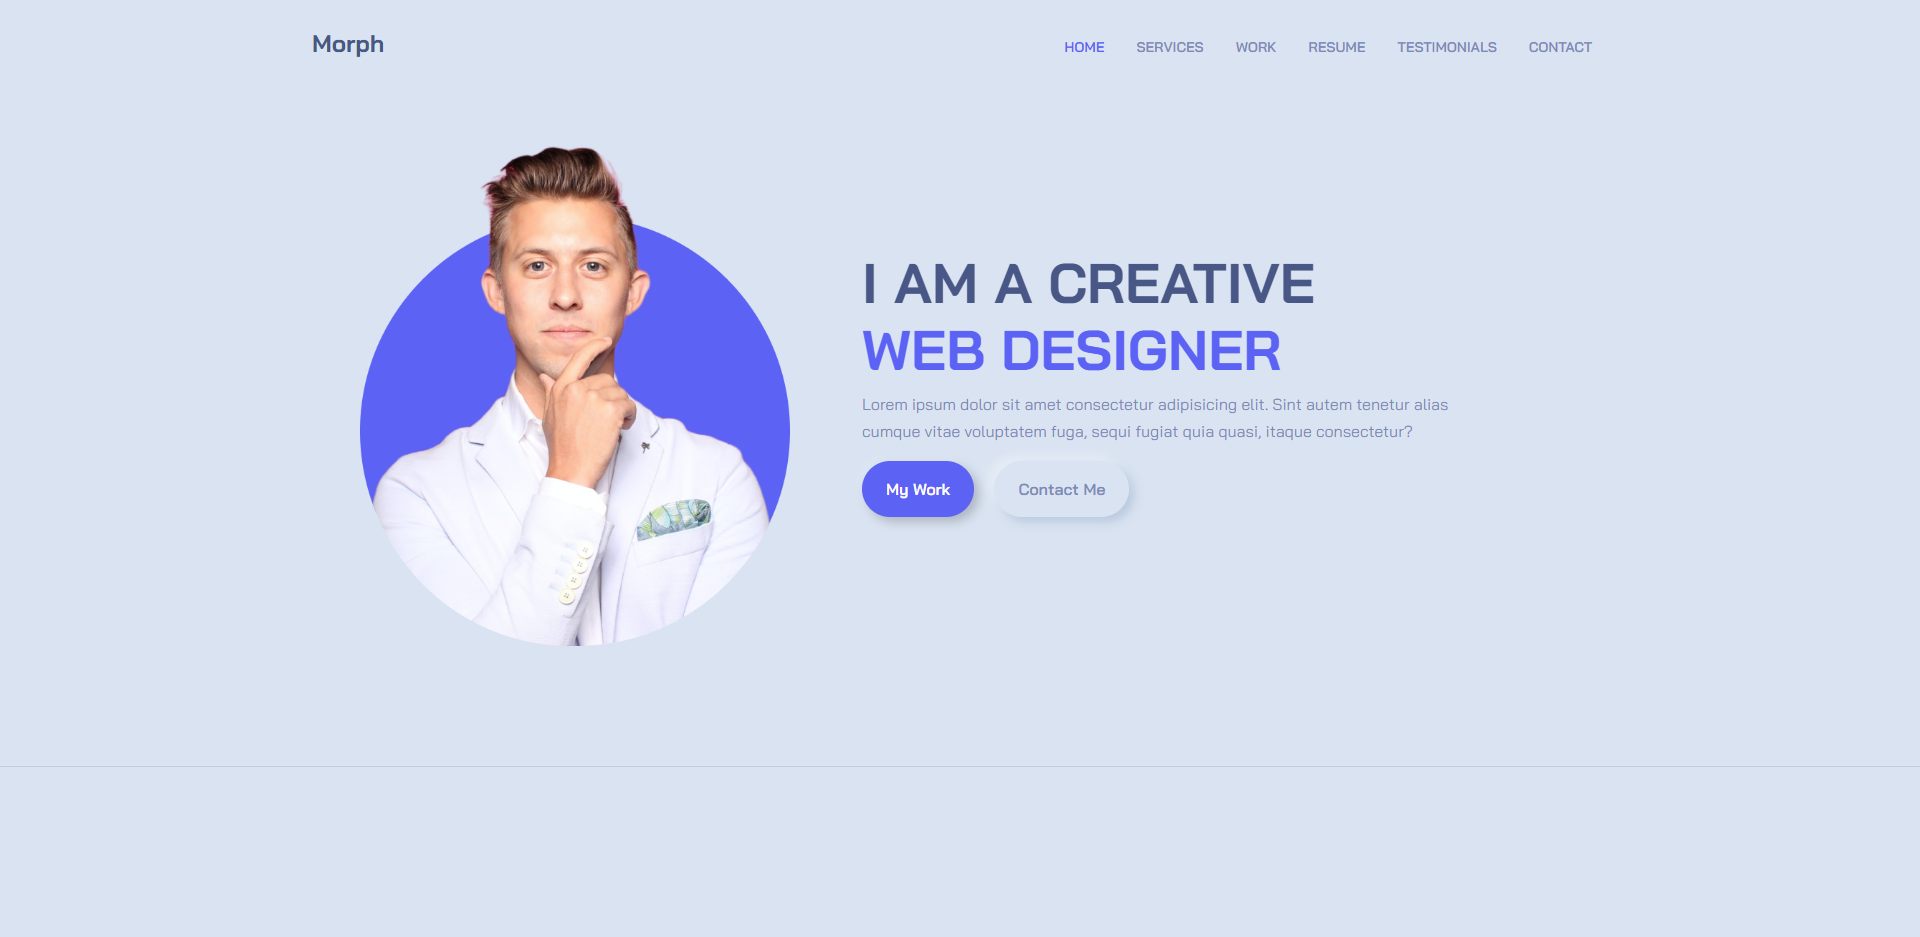 Morph
HOME SERVICES WORK RESUME TESTIMONIALS CONTACT
I AM A CREATIVE
WEB DESIGNER
Lorem ipsum dolor sit amet consectetur adipisicing elit. Sint autem tenetur alias
cumque vitae voluptatem fuga, sequi fugiat quia quasi, itaque consectetur?
My Work Contact Me